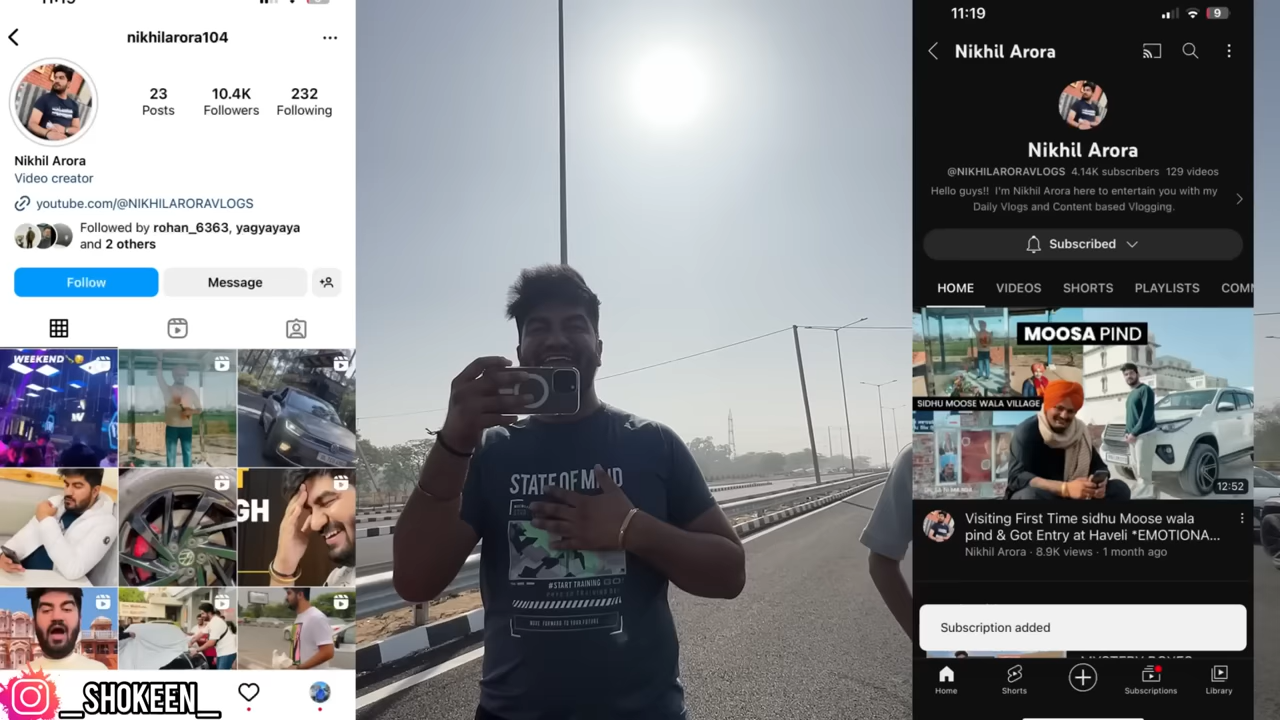 nikhilarora104
23
Posts
10.4K
Followers
232
Following
Nikhil Arora
Video creator
youtube.com/@NIKHILARORAVLOGS
Followed by rohan_6363, yagyayaya
and 2 others
Follow
Message
WEEKEND
GH
_SHOKEEN_
STATE OF MIND
#START TRAINING
11:19
9
Nikhil Arora
Nikhil Arora
@NIKHILARORAVLOGS 4.14K subscribers 129 videos
Hello guys!! I'm Nikhil Arora here to entertain you with my
Daily Vlogs and Content based Vlogging.
Subscribed
HOME VIDEOS SHORTS PLAYLISTS COM
MOOSA PIND
SIDHU MOOSE WALA VILLAGE
12:52
Visiting First Time sidhu Moose wala
pind & Got Entry at Haveli *EMOTIONA...
Nikhil Arora · 8.9K views · 1 month ago
Subscription added
Home Shorts Subscriptions Library